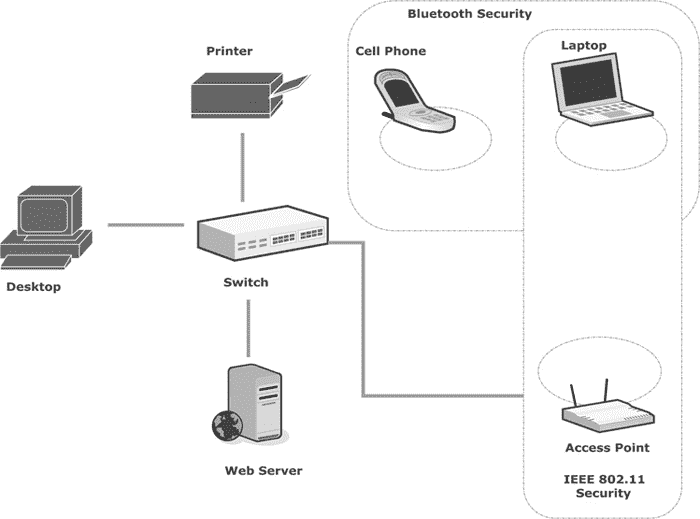 Bluetooth Security
Printer
Cell Phone
Laptop
Desktop
Switch
Web Server
Access Point
IEEE 802.11
Security